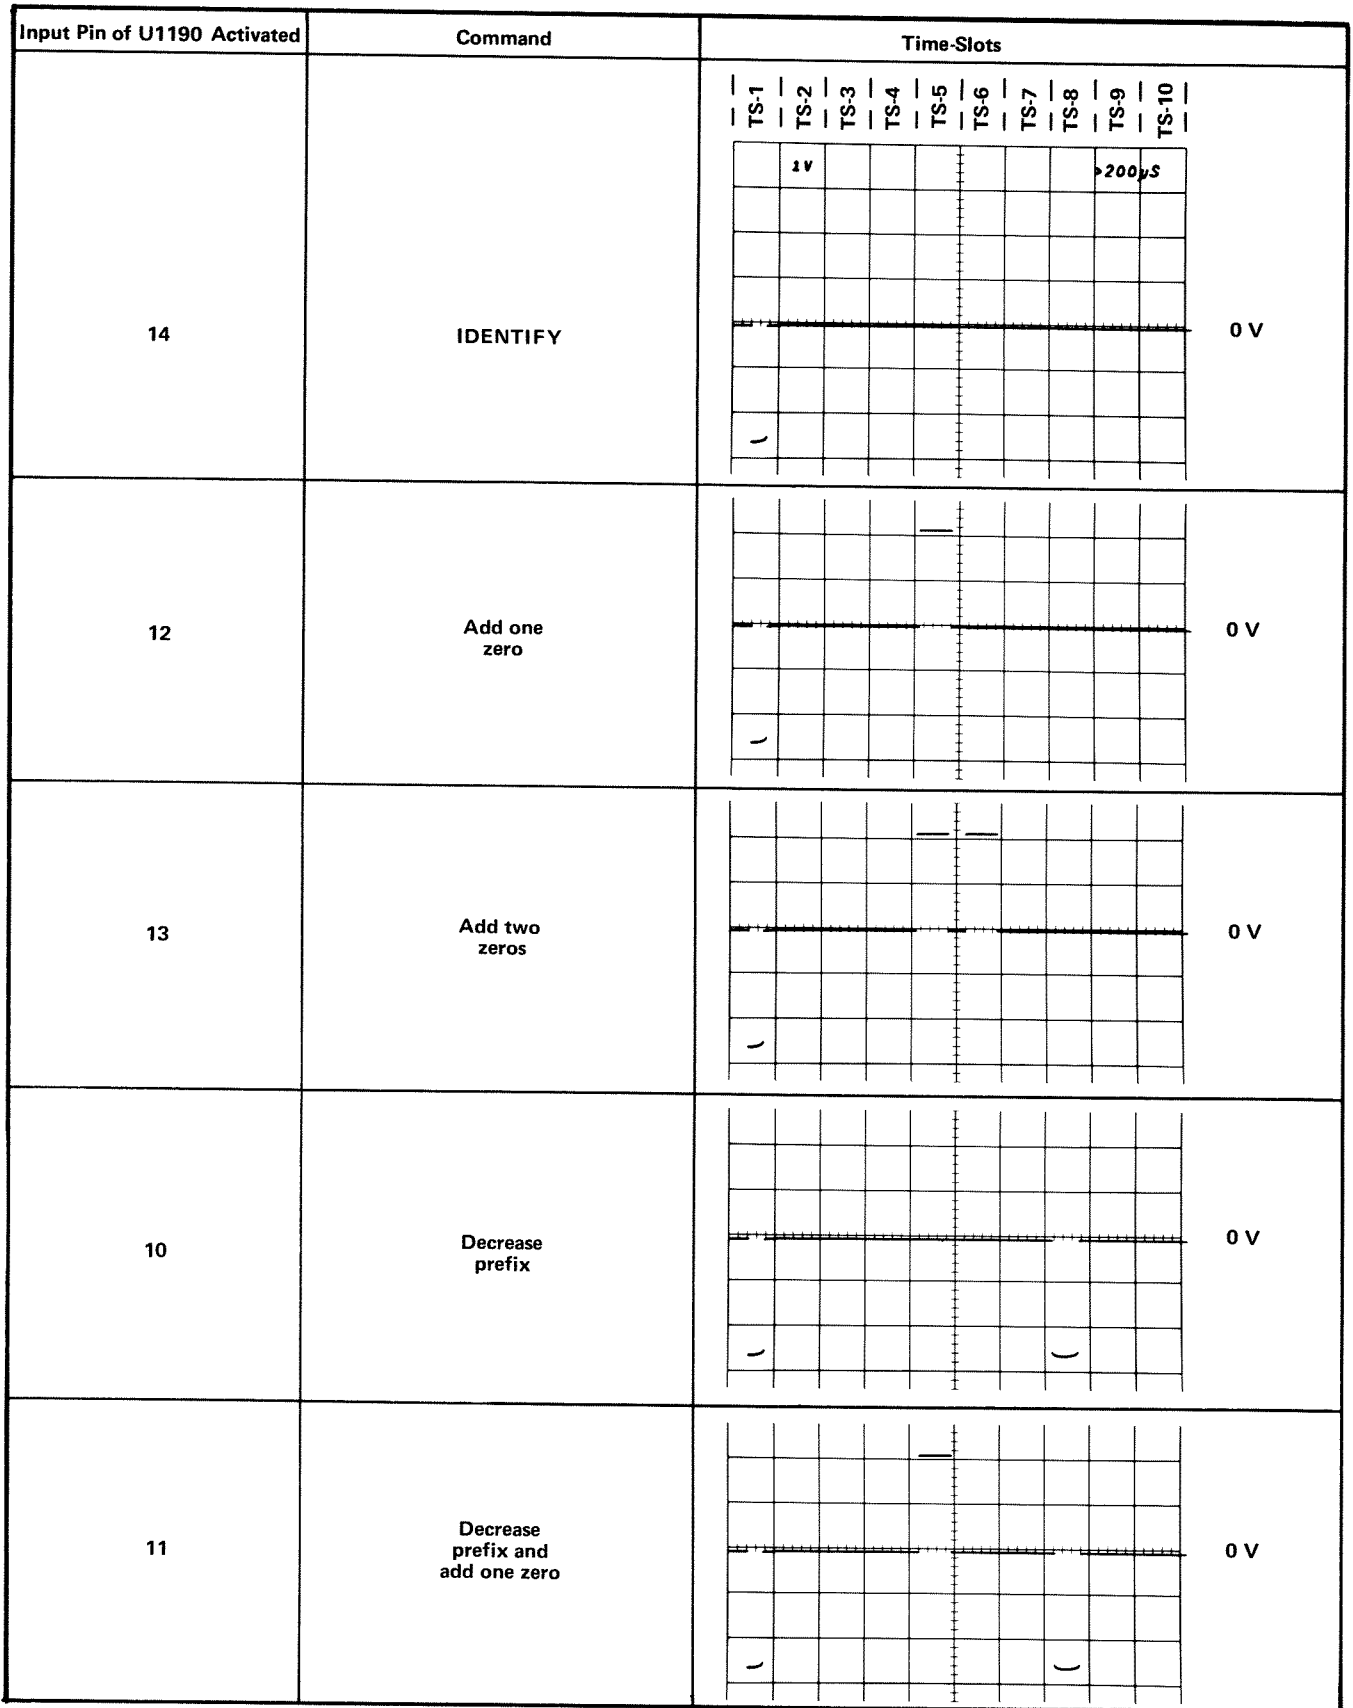 Input Pin of U1190 Activated
Command
Time-Slots
TS-1
TS-2
TS-3
TS-4
TS-5
TS-6
TS-7
TS-8
TS-9
TS-10
1V
>200µS
14
IDENTIFY
0 V
12
Add one
zero
0 V
13
Add two
zeros
0 V
10
Decrease
prefix
0 V
11
Decrease
prefix and
add one zero
0 V